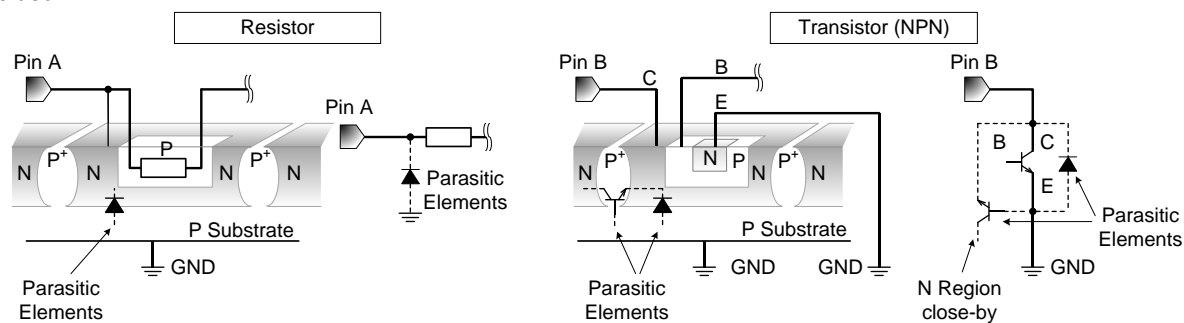 Resistor
Transistor (NPN)
Pin A
Pin A
N
P+
N
P
N
P+
N
Parasitic
Elements
P Substrate
GND
Parasitic
Elements
Pin B
C
B
E
N
P+
N
N
P
N
P+
N
P Substrate
GND
GND
Parasitic
Elements
Pin B
B
C
E
Parasitic
Elements
GND
N Region
close-by